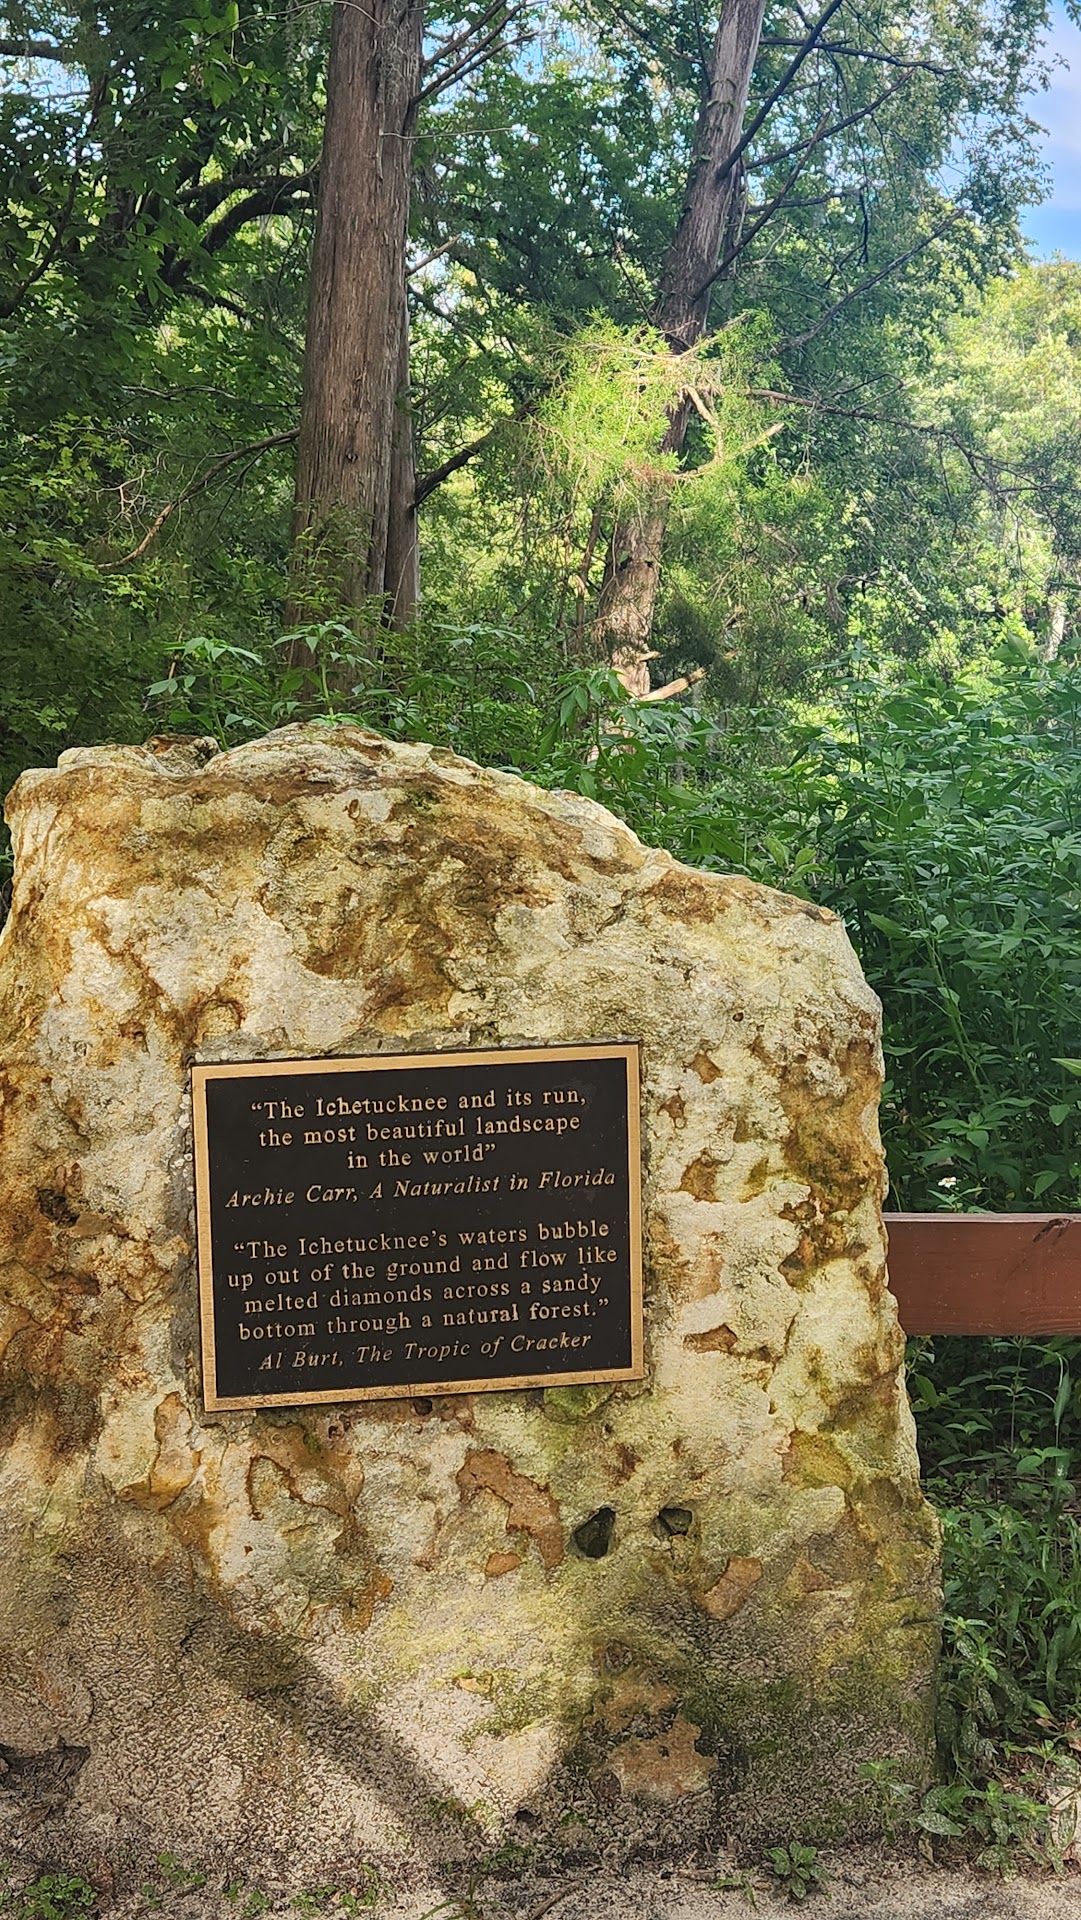 “The Ichetucknee and its run,
the most beautiful landscape
in the world”
Archie Carr, A Naturalist in Florida
“The Ichetucknee’s waters bubble
up out of the ground and flow like
melted diamonds across a sandy
bottom through a natural forest.”
Al Burt, The Tropic of Cracker